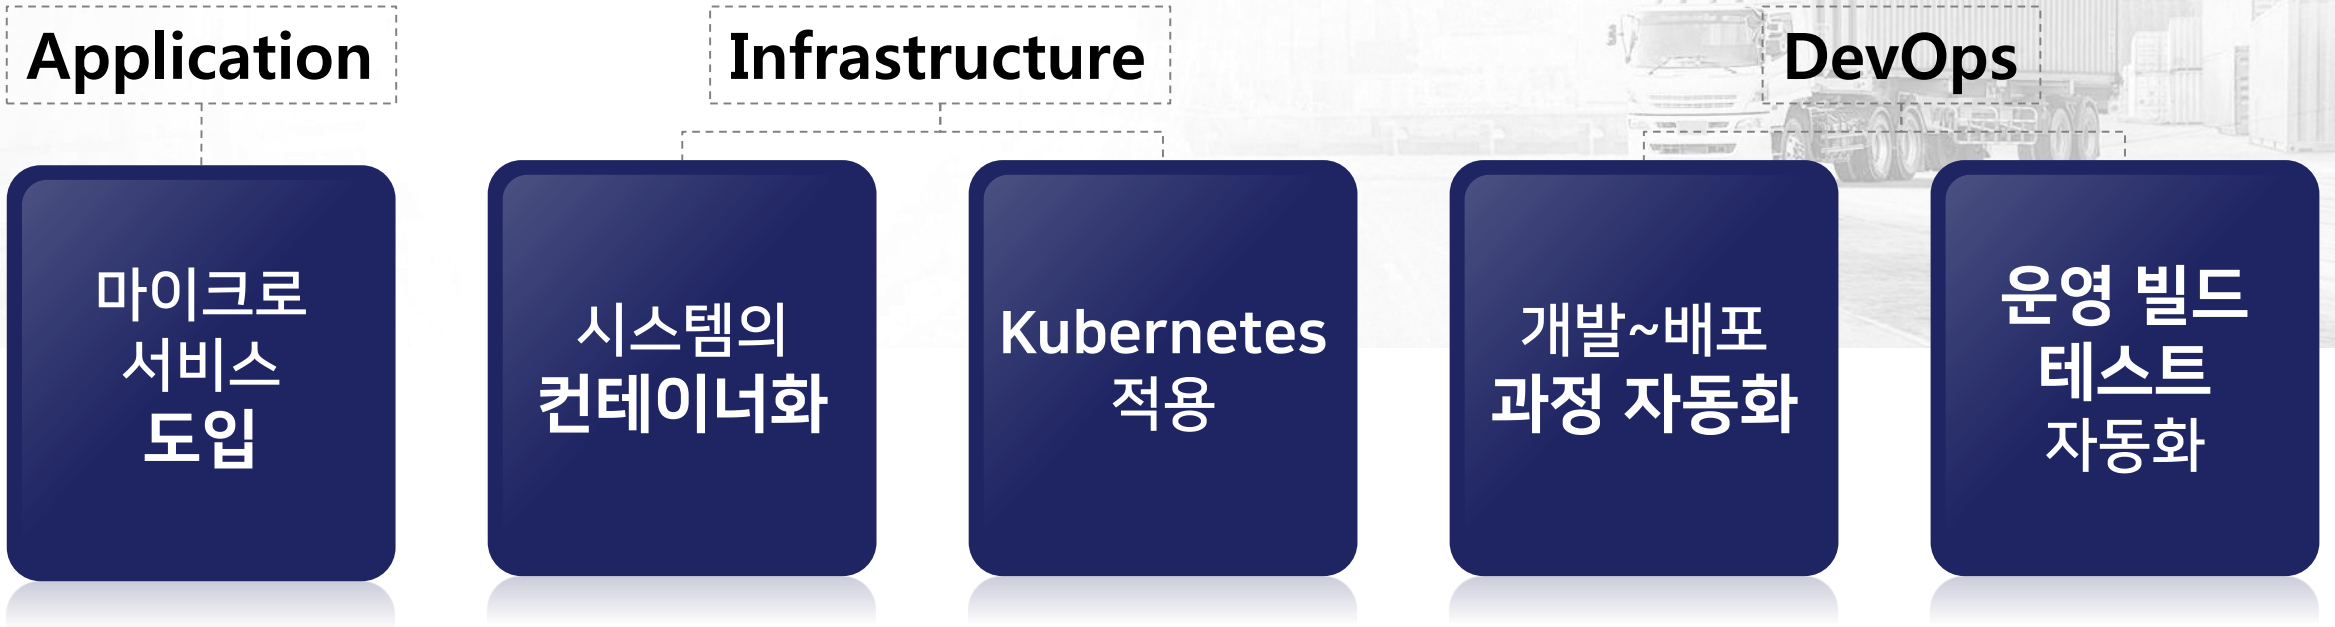 Application
Infrastructure
DevOps
마이크로
서비스
도입
시스템의
컨테이너화
Kubernetes
적용
개발~배포
과정 자동화
운영 빌드
테스트
자동화